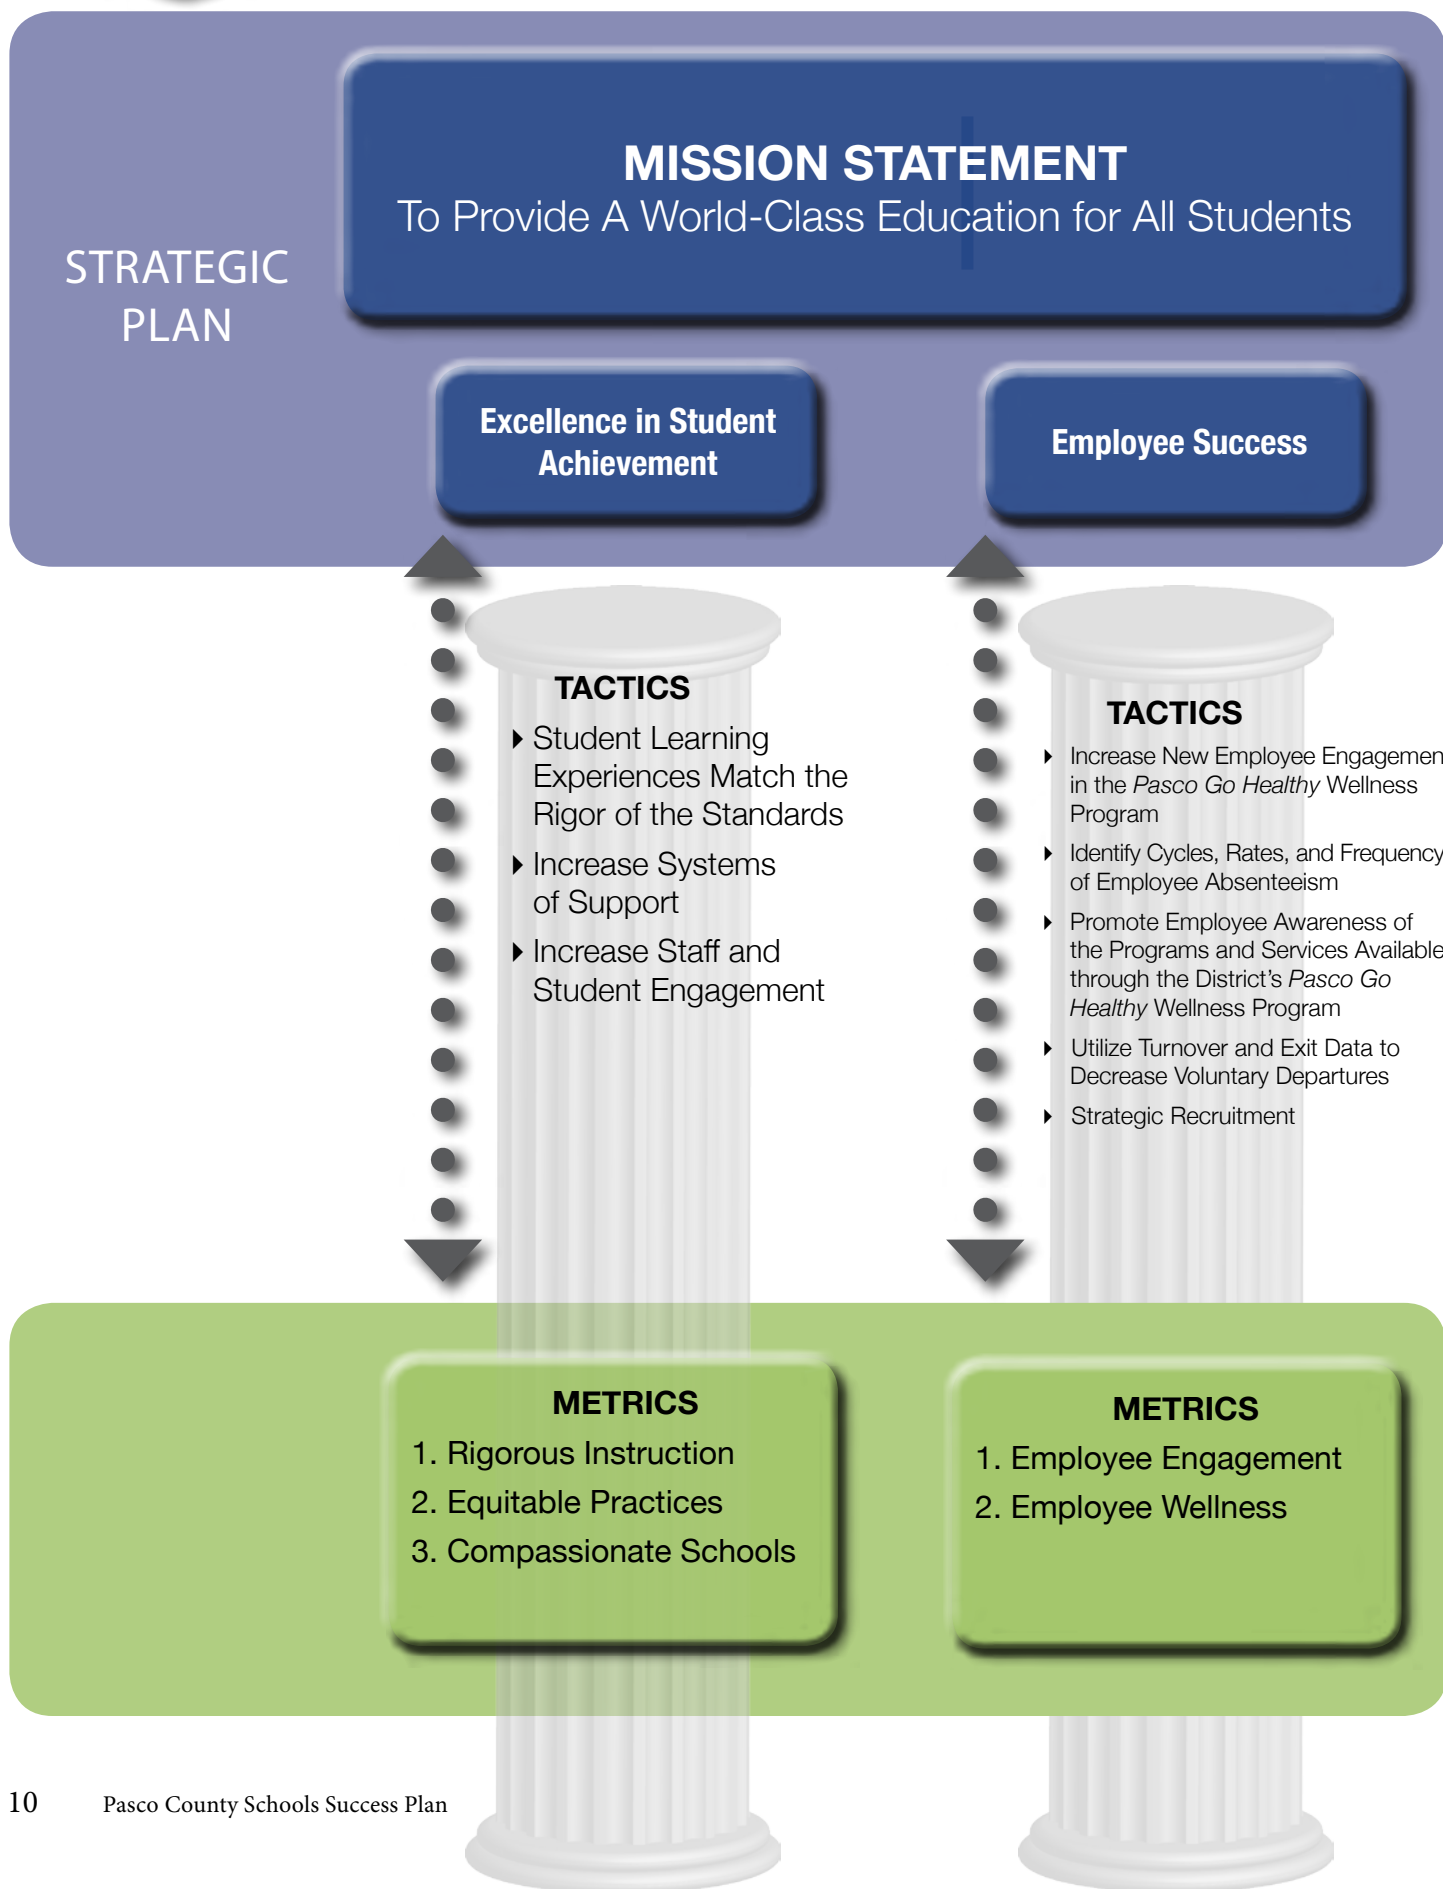 MISSION STATEMENT
To Provide A World-Class Education for All Students
STRATEGIC
PLAN
Excellence in Student
Achievement
Employee Success
TACTICS
Student Learning
Experiences Match the
Rigor of the Standards
Increase Systems
of Support
Increase Staff and
Student Engagement
TACTICS
Increase New Employee Engagemen
in the Pasco Go Healthy Wellness
Program
Identify Cycles, Rates, and Frequency
of Employee Absenteeism
Promote Employee Awareness of
the Programs and Services Available
through the District's Pasco Go
Healthy Wellness Program
Utilize Turnover and Exit Data to
Decrease Voluntary Departures
Strategic Recruitment
METRICS
1. Rigorous Instruction
2. Equitable Practices
3. Compassionate Schools
METRICS
1. Employee Engagement
2. Employee Wellness
10 Pasco County Schools Success Plan